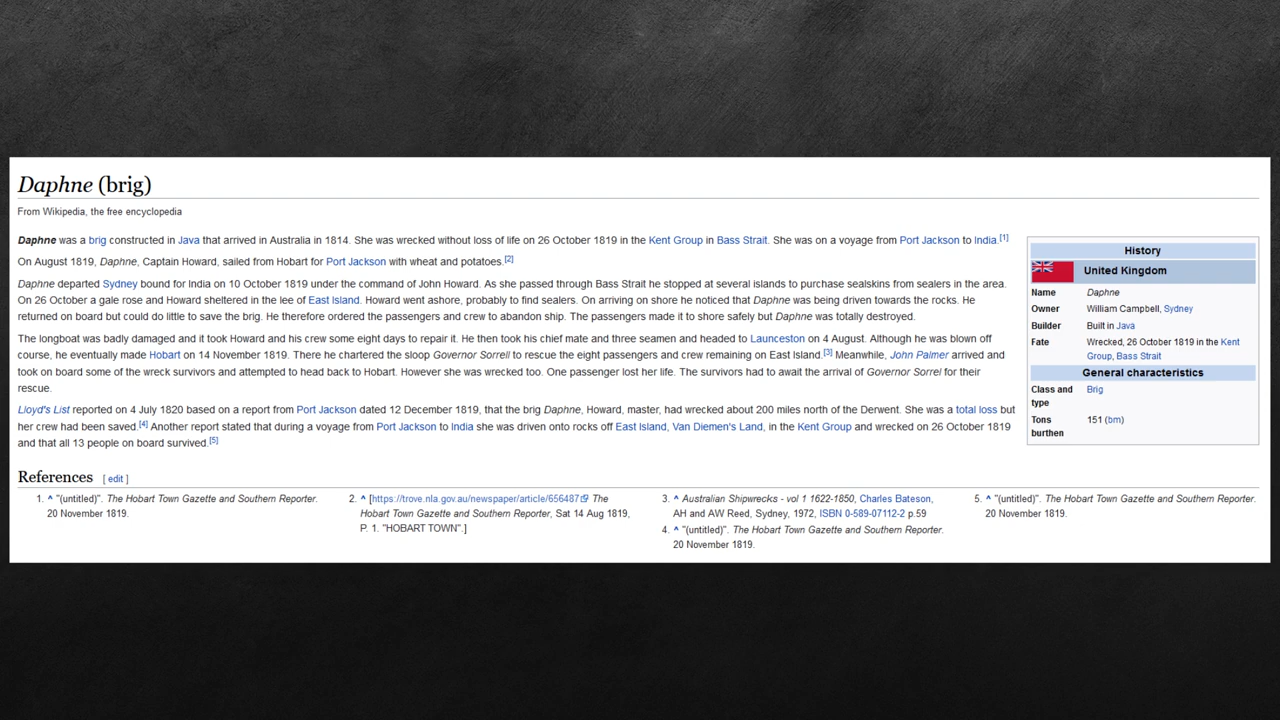 Daphne (brig)
From Wikipedia, the free encyclopedia
Daphne was a brig constructed in Java that arrived in Australia in 1814. She was wrecked without loss of life on 26 October 1819 in the Kent Group in Bass Strait. She was on a voyage from Port Jackson to India.[1]
On August 1819, Daphne, Captain Howard, sailed from Hobart for Port Jackson with wheat and potatoes.[2]
Daphne departed Sydney bound for India on 10 October 1819 under the command of John Howard. As she passed through Bass Strait he stopped at several islands to purchase sealskins from sealers in the area.
On 26 October a gale rose and Howard sheltered in the lee of East Island. Howard went ashore, probably to find sealers. On arriving on shore he noticed that Daphne was being driven towards the rocks. He
returned on board but could do little to save the brig. He therefore ordered the passengers and crew to abandon ship. The passengers made it to shore safely but Daphne was totally destroyed.
The longboat was badly damaged and it took Howard and his crew some eight days to repair it. He then took his chief mate and three seamen and headed to Launceston on 4 August. Although he was blown off
course, he eventually made Hobart on 14 November 1819. There he chartered the sloop Governor Sorrell to rescue the eight passengers and crew remaining on East Island.[3] Meanwhile, John Palmer arrived and
took on board some of the wreck survivors and attempted to head back to Hobart. However she was wrecked too. One passenger lost her life. The survivors had to await the arrival of Governor Sorrel for their
rescue.
Lloyd's List reported on 4 July 1820 based on a report from Port Jackson dated 12 December 1819, that the brig Daphne, Howard, master, had wrecked about 200 miles north of the Derwent. She was a total loss but
her crew had been saved.[4] Another report stated that during a voyage from Port Jackson to India she was driven onto rocks off East Island, Van Diemen's Land, in the Kent Group and wrecked on 26 October 1819
and that all 13 people on board survived.[5]
History
United Kingdom
Name Daphne
Owner William Campbell, Sydney
Builder Built in Java
Fate Wrecked, 26 October 1819 in the Kent
Group, Bass Strait
General characteristics
Class and Brig
type
Tons 151 (bm)
burthen
References [ edit ]
1. ^ "(untitled)". The Hobart Town Gazette and Southern Reporter.
20 November 1819.
2. ^ [https://trove.nla.gov.au/newspaper/article/656487 The
Hobart Town Gazette and Southern Reporter, Sat 14 Aug 1819,
P. 1. "HOBART TOWN".]
3. ^ Australian Shipwrecks - vol 1 1622-1850, Charles Bateson,
AH and AW Reed, Sydney, 1972, ISBN 0-589-07112-2 p.59
4. ^ "(untitled)". The Hobart Town Gazette and Southern Reporter.
20 November 1819.
5. ^ "(untitled)". The Hobart Town Gazette and Southern Reporter.
20 November 1819.